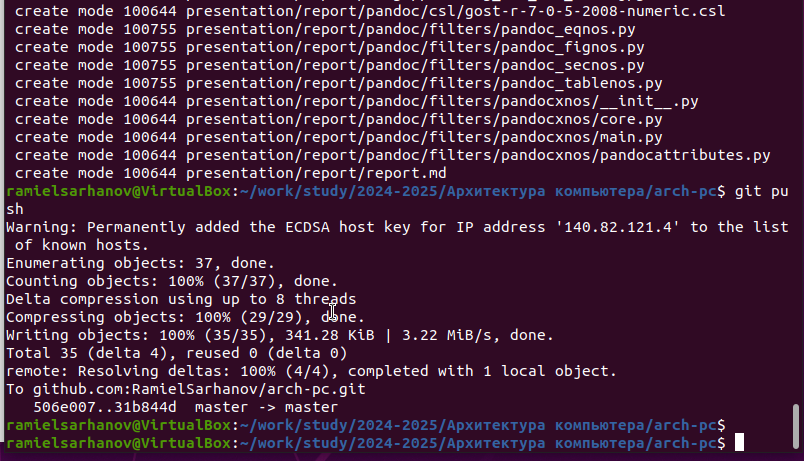 create mode 100644 presentation/report/pandoc/csl/gost-r-7-0-5-2008-numeric.csl
create mode 100755 presentation/report/pandoc/filters/pandoc_eqnos.py
create mode 100755 presentation/report/pandoc/filters/pandoc_fignos.py
create mode 100755 presentation/report/pandoc/filters/pandoc_secnos.py
create mode 100755 presentation/report/pandoc/filters/pandoc_tablenos.py
create mode 100644 presentation/report/pandoc/filters/pandocxnos/__init__.py
create mode 100644 presentation/report/pandoc/filters/pandocxnos/core.py
create mode 100644 presentation/report/pandoc/filters/pandocxnos/main.py
create mode 100644 presentation/report/pandoc/filters/pandocxnos/pandocattributes.py
create mode 100644 presentation/report/report.md
ramielsarhanov@VirtualBox:~/work/study/2024-2025/Архитектура компьютера/arch-pc$ git pu
sh
Warning: Permanently added the ECDSA host key for IP address '140.82.121.4' to the list
of known hosts.
Enumerating objects: 37, done.
Counting objects: 100% (37/37), done.
Delta compression using up to 8 threads
Compressing objects: 100% (29/29), done.
Writing objects: 100% (35/35), 341.28 KiB | 3.22 MiB/s, done.
Total 35 (delta 4), reused 0 (delta 0)
remote: Resolving deltas: 100% (4/4), completed with 1 local object.
To github.com:RamielSarhanov/arch-pc.git
506e007..31b844d  master -> master
ramielsarhanov@VirtualBox:~/work/study/2024-2025/Архитектура компьютера/arch-pc$
ramielsarhanov@VirtualBox:~/work/study/2024-2025/Архитектура компьютера/arch-pc$